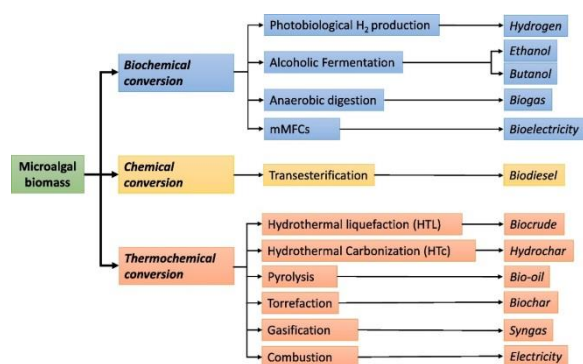 Photobiological H₂ production
Hydrogen
Ethanol
Biochemical
conversion
Alcoholic Fermentation
Butanol
Anaerobic digestion
Biogas
mMFCs
Bioelectricity
Microalgal
biomass
Chemical
conversion
Transesterification
Biodiesel
Hydrothermal liquefaction (HTL)
Biocrude
Hydrothermal Carbonization (HTc)
Hydrochar
Thermochemical
conversion
Pyrolysis
Bio-oil
Torrefaction
Biochar
Gasification
Syngas
Combustion
Electricity